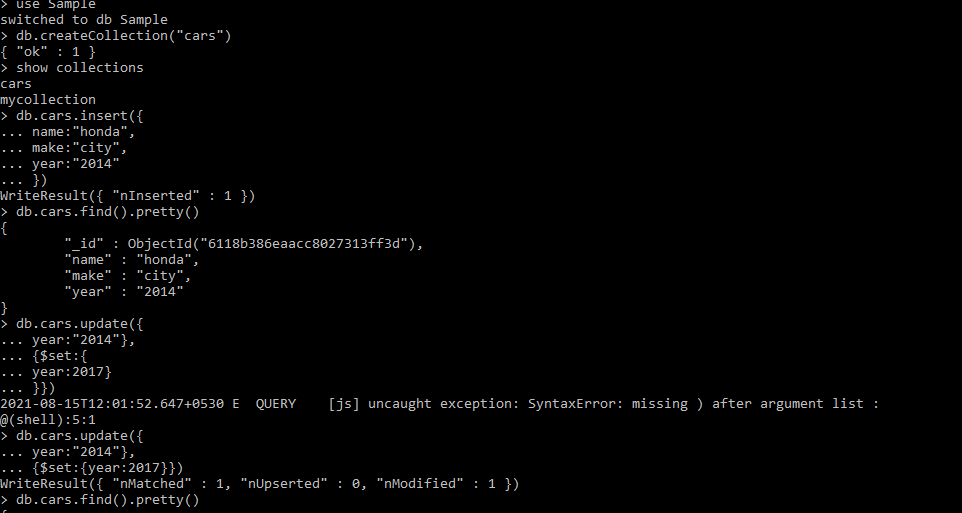 > use Sample
switched to db Sample
> db.createCollection("cars")
{ "ok" : 1 }
> show collections
cars
mycollection
> db.cars.insert({
... name:"honda",
... make:"city",
... year:"2014"
... })
WriteResult({ "nInserted" : 1 })
> db.cars.find().pretty()
{
        "_id" : ObjectId("6118b386eaacc8027313ff3d"),
        "name" : "honda",
        "make" : "city",
        "year" : "2014"
}
> db.cars.update({
... year:"2014"},
... {$set:{
... year:2017}
... }})
2021-08-15T12:01:52.647+0530 E  QUERY    [js] uncaught exception: SyntaxError: missing ) after argument list :
@(shell):5:1
> db.cars.update({
... year:"2014"},
... {$set:{year:2017}})
WriteResult({ "nMatched" : 1, "nUpserted" : 0, "nModified" : 1 })
> db.cars.find().pretty()
{